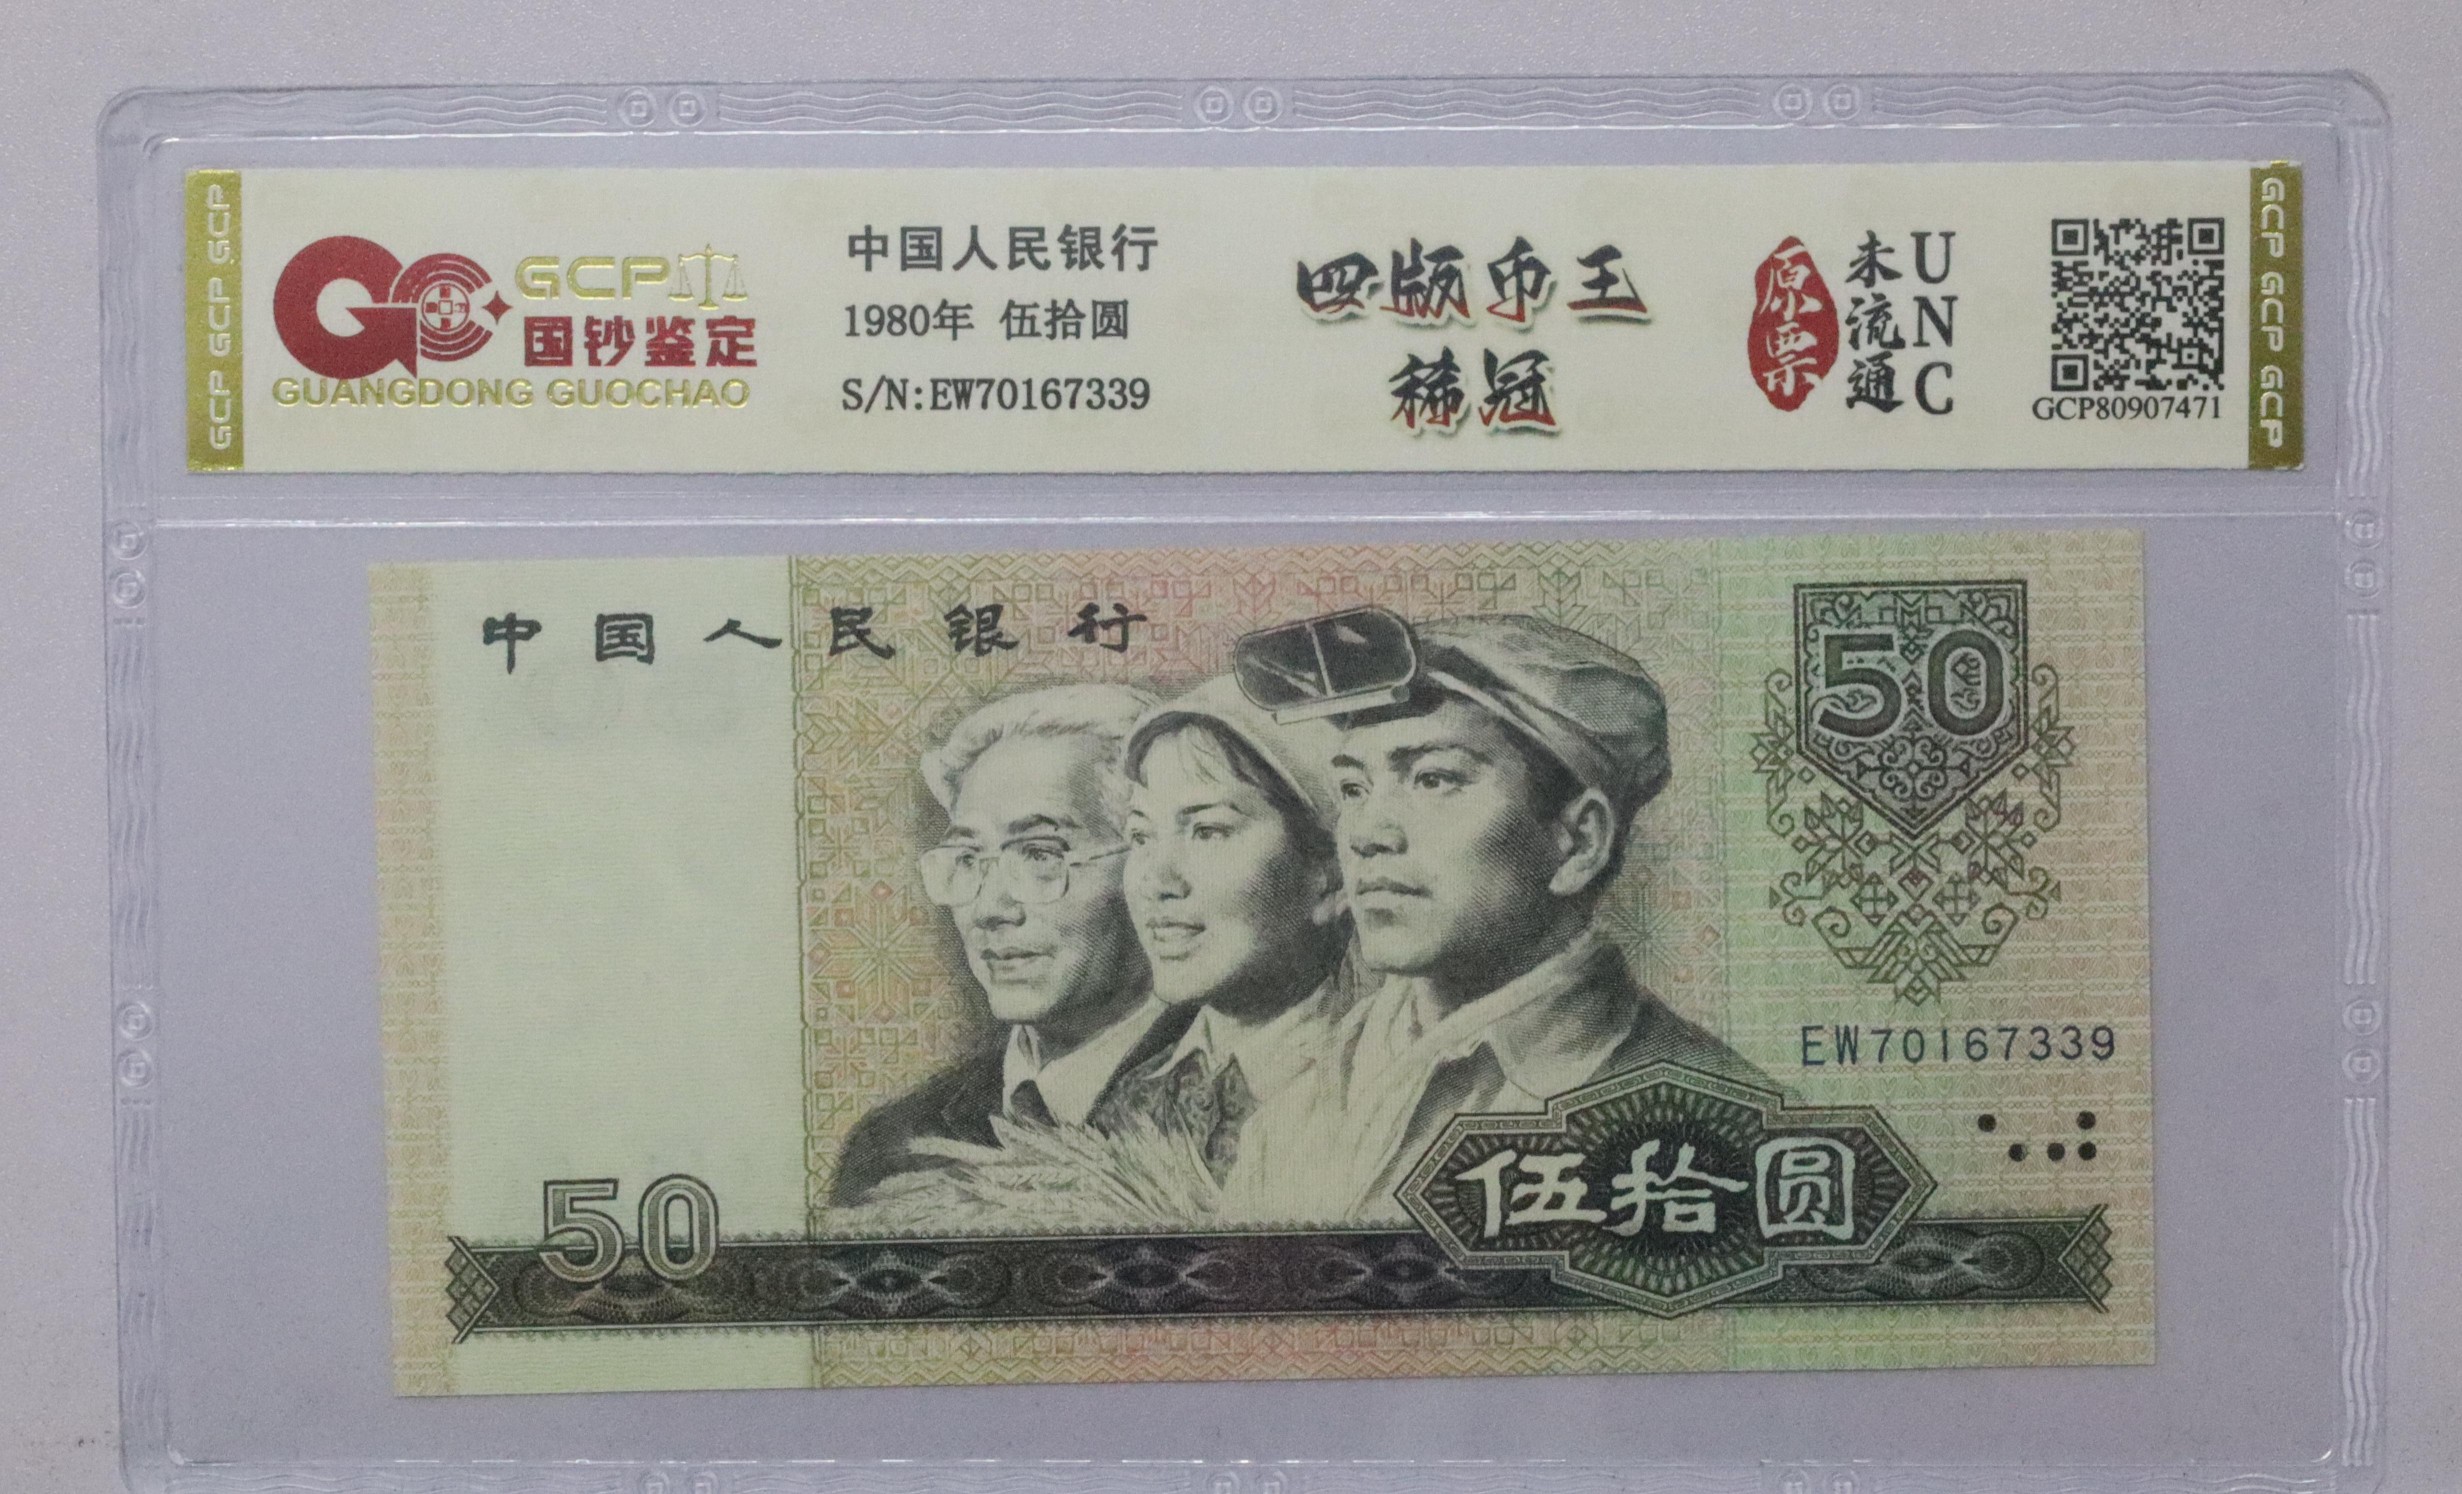 GCP GCP GCP
GCP
国钞鉴定
GUANGDONG GUOCHAO
中国人民银行
1980年 伍拾圆
S/N:EW70167339
四版币王
稀冠
原票
未流通
UNC
GCP80907471
GCP GCP GCP
中国人民银行
50
EW70167339
50
伍拾圆